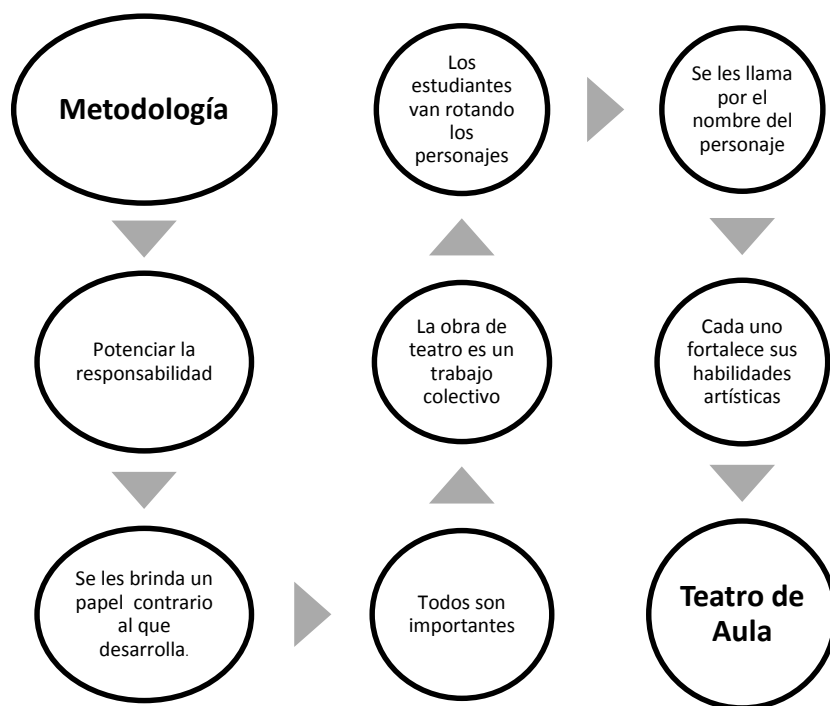 Metodología
Potenciar la
responsabilidad
Se les brinda un
papel contrario
al que
desarrolla.
Todos son
importantes
La obra de
teatro es un
trabajo
colectivo
Los
estudiantes
van rotando
los
personajes
Se les llama
por el
nombre del
personaje
Cada uno
fortalece sus
habilidades
artísticas
Teatro de
Aula